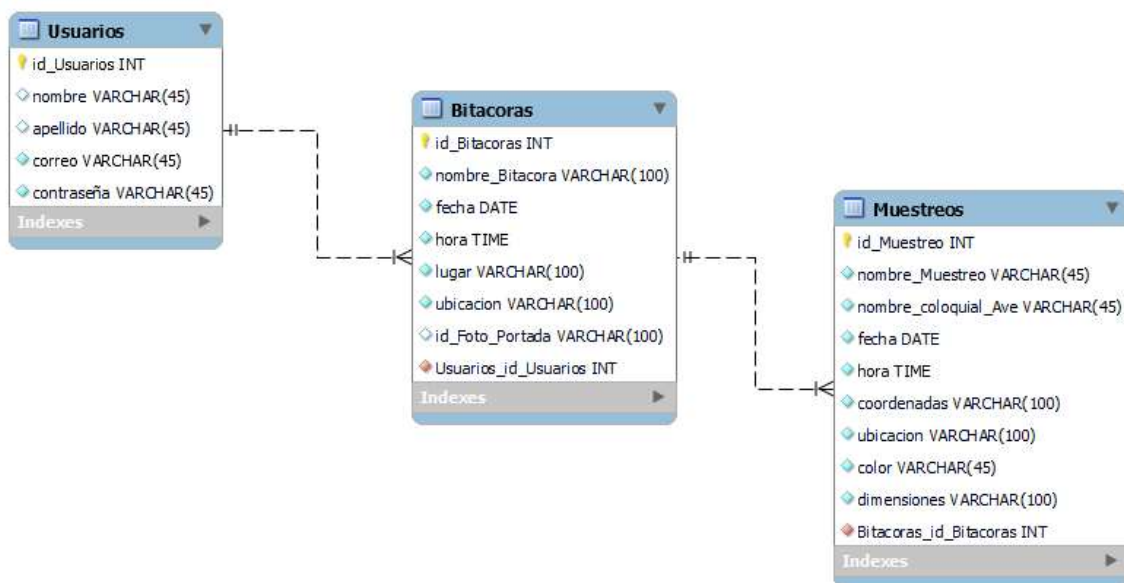 Usuarios
id_Usuarios INT
nombre VARCHAR(45)
apellido VARCHAR(45)
correo VARCHAR(45)
contraseña VARCHAR(45)
Indexes
Bitacoras
id_Bitacoras INT
nombre_Bitacora VARCHAR(100)
fecha DATE
hora TIME
lugar VARCHAR(100)
ubicacion VARCHAR(100)
id_Foto_Portada VARCHAR(100)
Usuarios_id_Usuarios INT
Indexes
Muestreos
id_Muestreo INT
nombre_Muestreo VARCHAR(45)
nombre_coloquial_Ave VARCHAR(45)
fecha DATE
hora TIME
coordenadas VARCHAR(100)
ubicacion VARCHAR(100)
color VARCHAR(45)
dimensiones VARCHAR(100)
Bitacoras_id_Bitacoras INT
Indexes